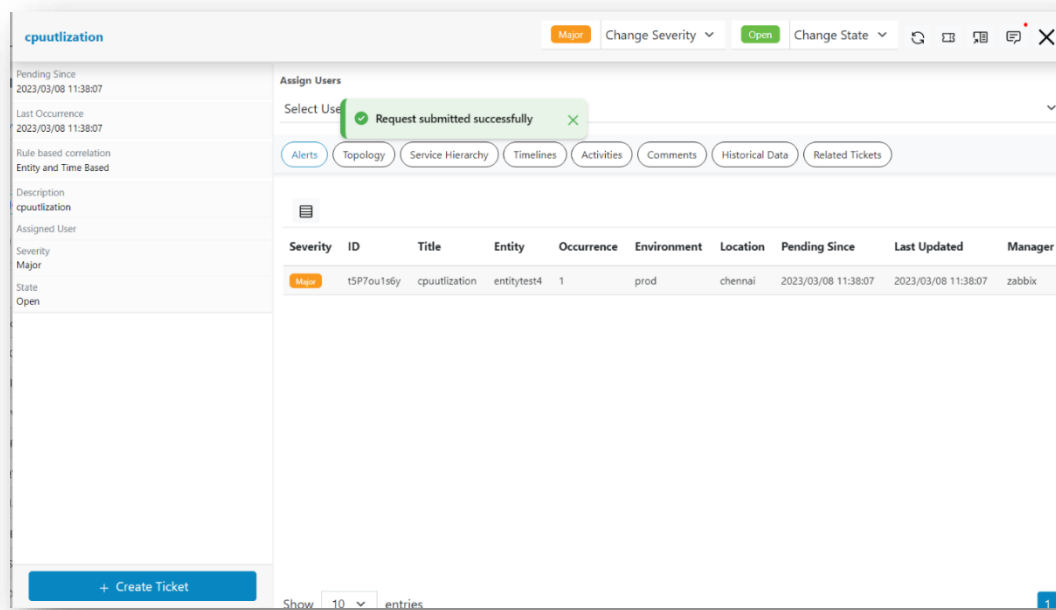 cpuutlization
Major Change Severity Open Change State
Pending Since
2023/03/08 11:38:07
Last Occurrence
2023/03/08 11:38:07
Rule based correlation
Entity and Time Based
Description
cpuutlization
Assigned User
Severity
Major
State
Open
+ Create Ticket
Assign Users
Select Use
Request submitted successfully
Alerts Topology Service Hierarchy Timelines Activities Comments Historical Data Related Tickets
Severity ID Title Entity Occurrence Environment Location Pending Since Last Updated Manager
Major t5P7ou1s6y cpuutlization entitytest4 1 prod chennai 2023/03/08 11:38:07 2023/03/08 11:38:07 zabbix
Show 10 entries
1